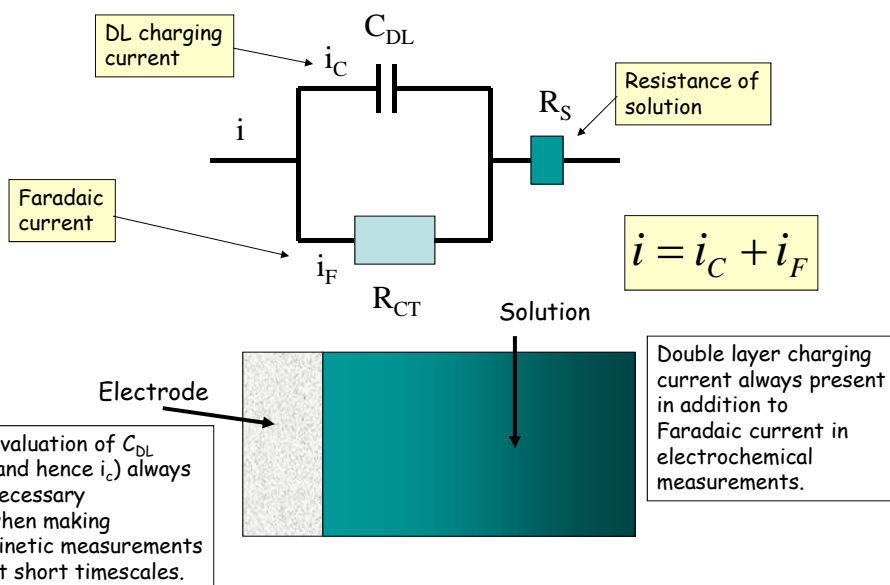 DL charging
current
C_DL
i_C
R_S
Resistance of
solution
i
Faradaic
current
i_F
R_CT
i = i_C + i_F
Solution
Electrode
Double layer charging
current always present
in addition to
Faradaic current in
electrochemical
measurements.
valuation of C_DL
and hence i_c) always
ecessary
hen making
inetic measurements
t short timescales.